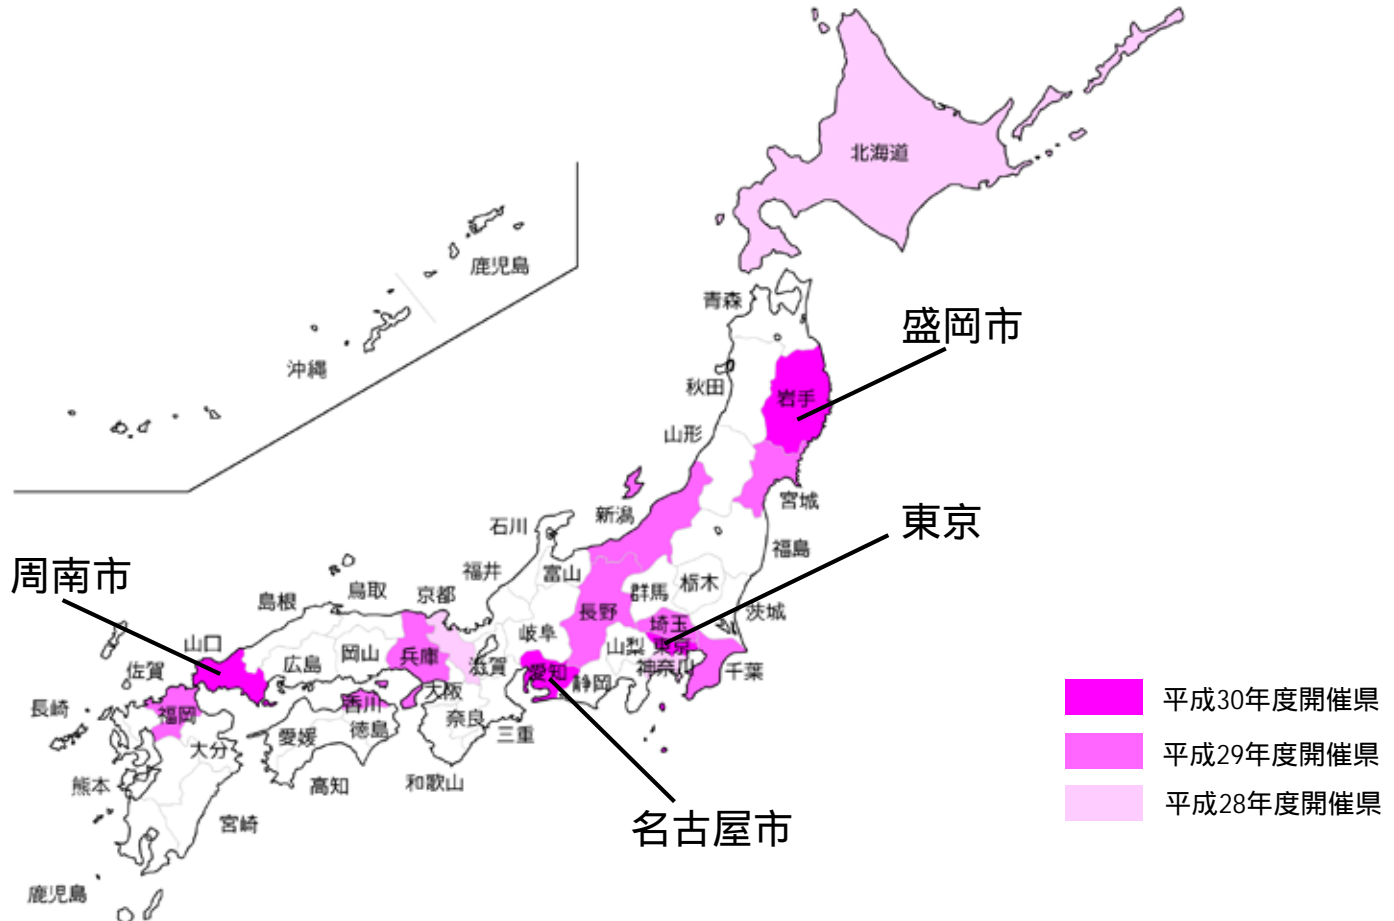 北海道
鹿児島
沖縄
青森
盛岡市
秋田
岩手
山形
宮城
新潟
石川
東京
福島
周南市
富山
福井
群馬
栃木
鳥取
京都
島根
長野
茨城
埼玉
山口
岐阜
山梨
東京
広島
岡山
兵庫
滋賀
神奈川
千葉
佐賀
愛知
静岡
大阪
香川
長崎
福岡
奈良
愛媛
徳島
三重
大分
熊本
高知
和歌山
宮崎
名古屋市
鹿児島
平成30年度開催県
平成29年度開催県
平成28年度開催県